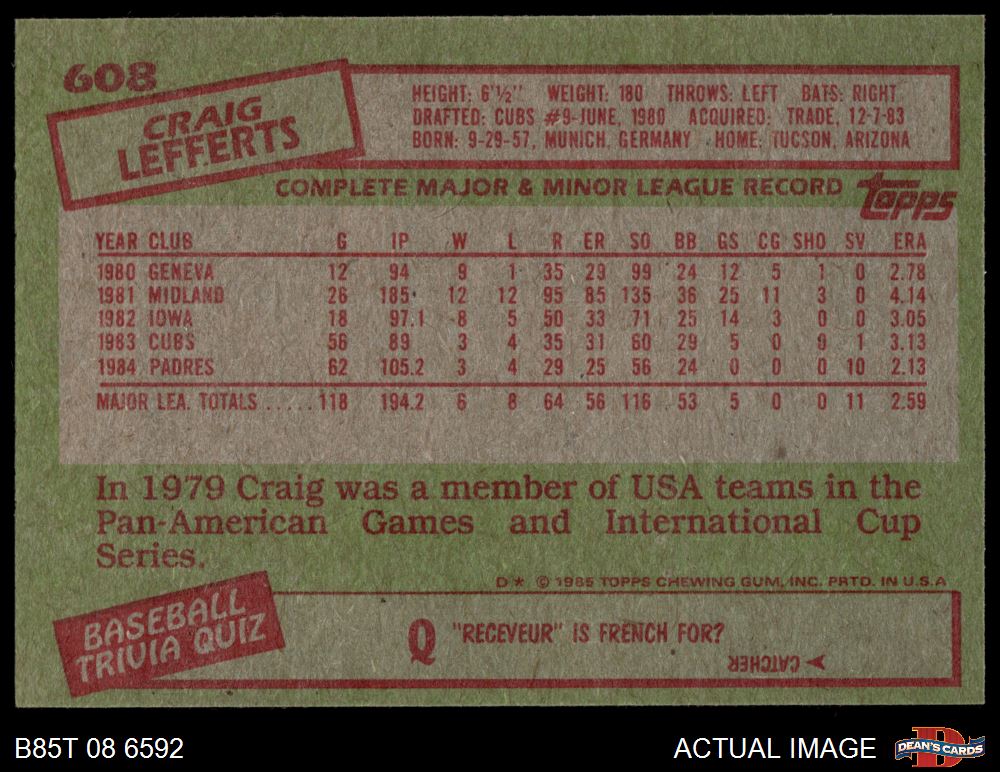 608
CRAIG
LEFFERTS
HEIGHT: 6'½" WEIGHT: 180 THROWS: LEFT BATS: RIGHT
DRAFTED: CUBS #9-JUNE, 1980 ACQUIRED: TRADE, 12-7-83
BORN: 9-29-57, MUNICH, GERMANY HOME: TUCSON, ARIZONA
COMPLETE MAJOR & MINOR LEAGUE RECORD topps
YEAR CLUB G IP W L R ER SO BB GS CG SHO SV ERA
1980 GENEVA 12 94 9 1 35 29 99 24 12 5 1 0 2.78
1981 MIDLAND 26 185 12 12 95 85 135 36 25 11 3 0 4.14
1982 IOWA 18 97.1 8 5 50 33 71 25 14 3 0 0 3.05
1983 CUBS 56 89 3 4 35 31 60 29 5 0 0 1 3.13
1984 PADRES 62 105.2 3 4 29 25 56 24 0 0 0 10 2.13
MAJOR LEA. TOTALS ..... 118 194.2 6 8 64 56 116 53 5 0 0 11 2.59
In 1979 Craig was a member of USA teams in the
Pan-American Games and International Cup
Series.
D * © 1985 TOPPS CHEWING GUM, INC. PRTD. IN U.S.A
BASEBALL
TRIVIA QUIZ
Q "RECEVEUR" IS FRENCH FOR?
CATCHER
B85T 08 6592
ACTUAL IMAGE
D
DEAN'S CARDS